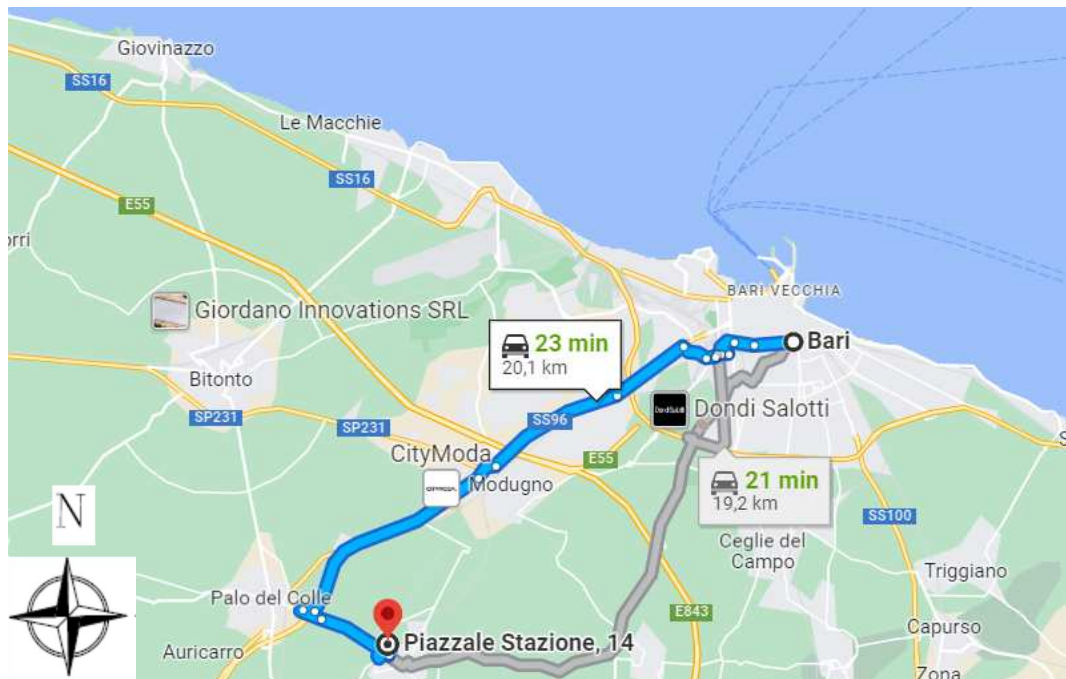 Giovinazzo
SS16
Le Macchie
SS16
E55
orri
BARI VECCHIA
Giordano Innovations SRL
23 min
20,1 km
Bari
Bitonto
Dondi Salotti
SP231
SS96
SP231
CityModa
E55
Modugno
21 min
19,2 km
S
N
SS100
Ceglie del
Campo
Triggiano
Palo del Colle
E843
Capurso
Auricarro
Piazzale Stazione, 14
Zona